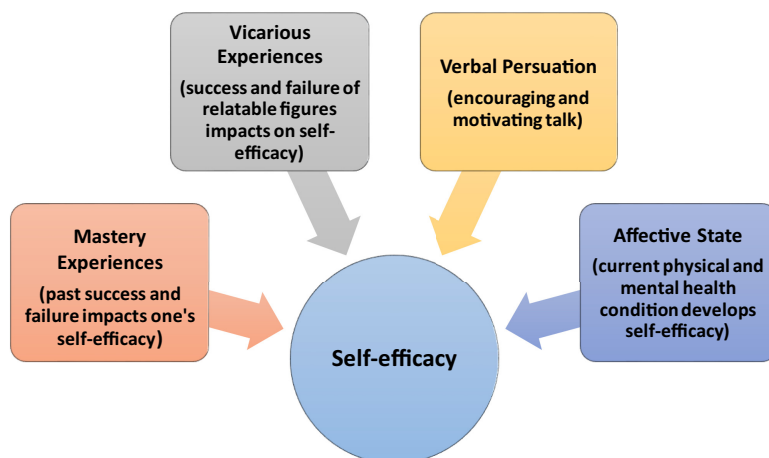 Vicarious
Experiences
(success and failure of
relatable figures
impacts on self-
efficacy)
Verbal Persuation
(encouraging and
motivating talk)
Mastery
Experiences
(past success and
failure impacts one's
self-efficacy)
Affective State
(current physical and
mental health
condition develops
self-efficacy)
Self-efficacy